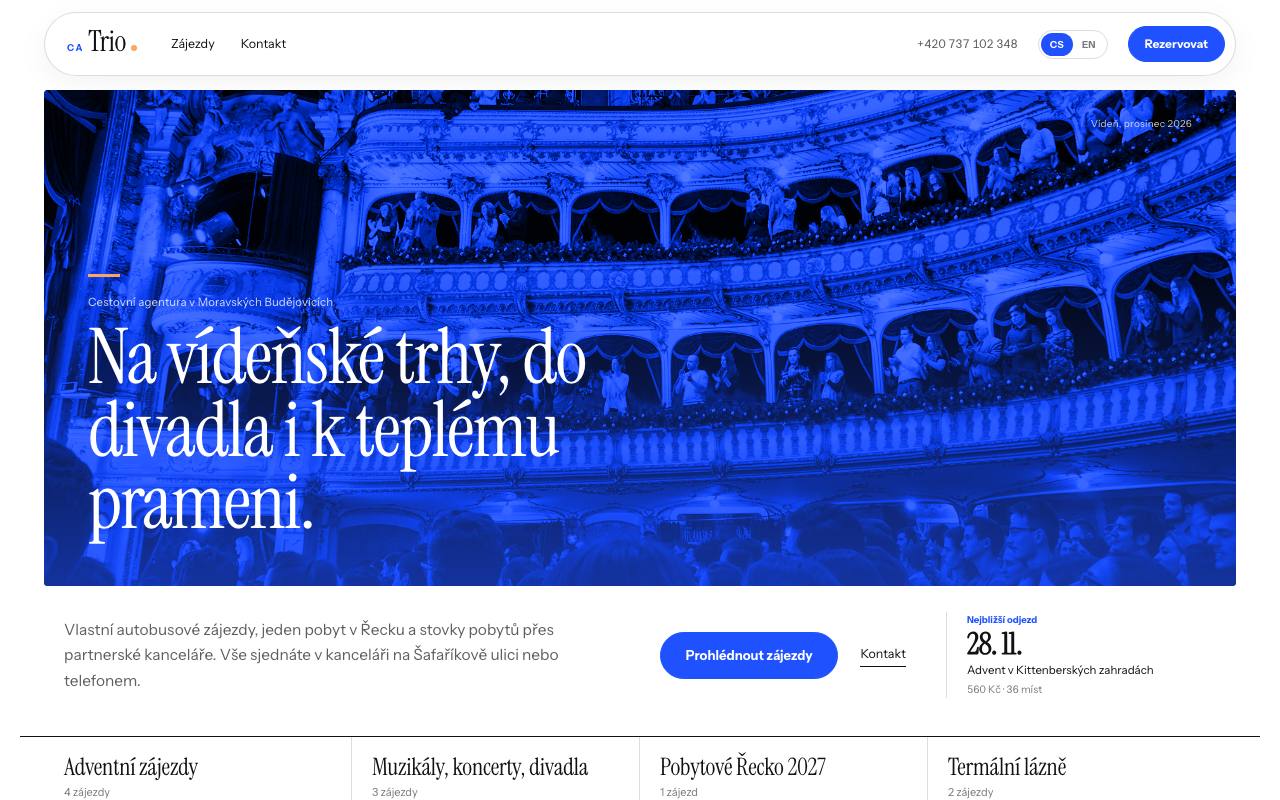 CA Trio
Zájezdy
Kontakt
+420 737 102 348
CS
EN
Rezervovat
Vídeň, prosinec 2026
Cestovní agentura v Moravských Budějovicích
Na vídeňské trhy, do
divadla i k teplému
prameni.
Vlastní autobusové zájezdy, jeden pobyt v Řecku a stovky pobytů přes
partnerské kanceláře. Vše sjednáte v kanceláři na Šafaříkově ulici nebo
telefonem.
Prohlédnout zájezdy
Kontakt
Nejbližší odjezd
28. 11.
Advent v Kittenberských zahradách
560 Kč · 36 míst
Adventní zájezdy
4 zájezdy
Muzikály, koncerty, divadla
3 zájezdy
Pobytové Řecko 2027
1 zájezd
Termální lázně
2 zájezdy